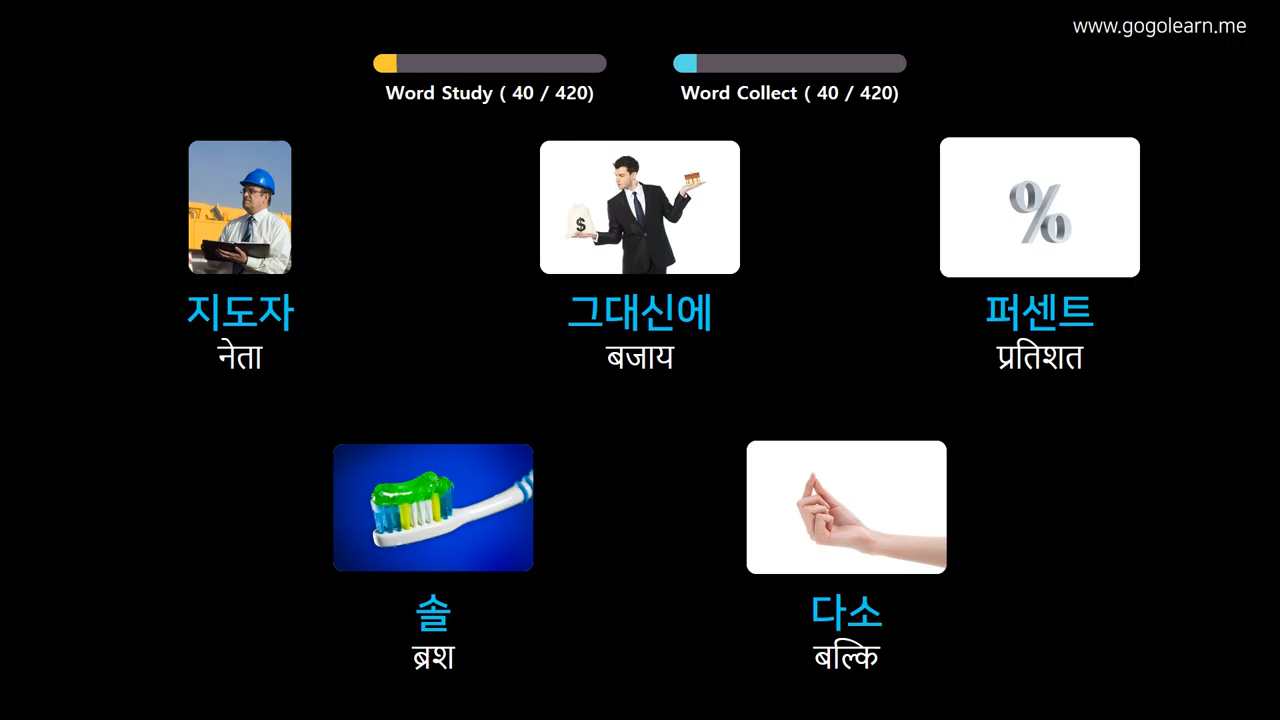 www.gogolearn.me
Word Study ( 40 / 420)
Word Collect ( 40 / 420)
지도자
नेता
그대신에
बजाय
퍼센트
प्रतिशत
솔
ब्रश
다소
बल्कि